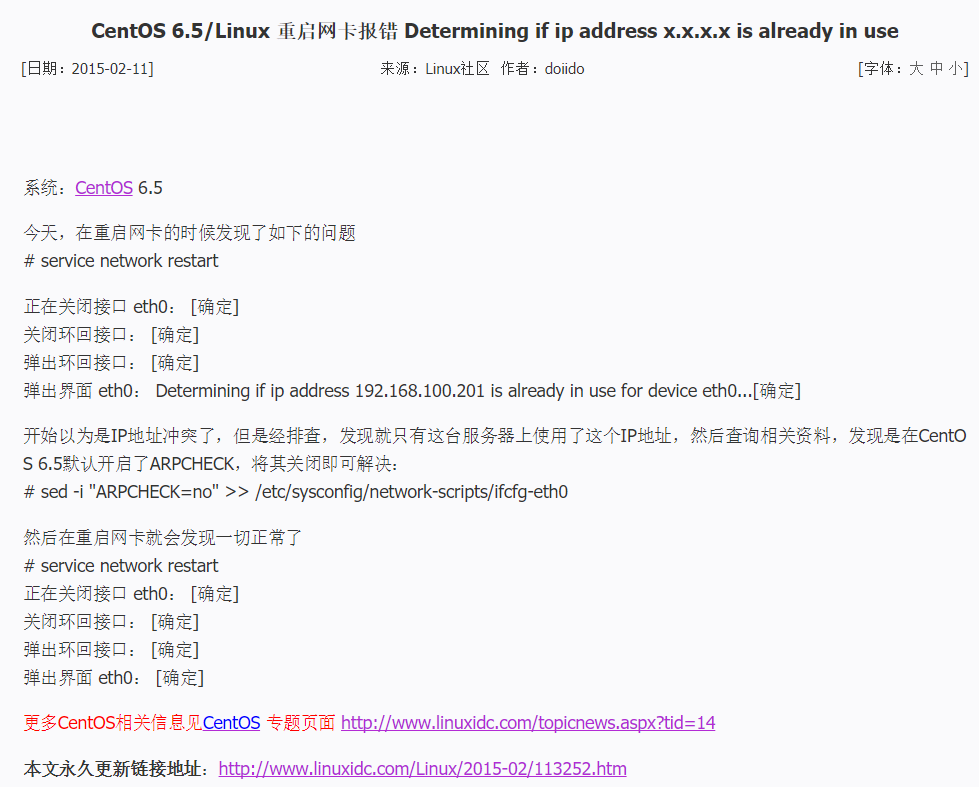 CentOS 6.5/Linux 重启网卡报错 Determining if ip address x.x.x.x is already in use
[日期：2015-02-11] 来源：Linux社区 作者：doiido [字体：大 中 小]
系统：CentOS 6.5
今天，在重启网卡的时候发现了如下的问题
# service network restart
正在关闭接口 eth0： [确定]
关闭环回接口： [确定]
弹出环回接口： [确定]
弹出界面 eth0： Determining if ip address 192.168.100.201 is already in use for device eth0...[确定]
开始以为是IP地址冲突了，但是经排查，发现就只有这台服务器上使用了这个IP地址，然后查询相关资料，发现是在CentO
S 6.5默认开启了ARPCHECK，将其关闭即可解决：
# sed -i "ARPCHECK=no" >> /etc/sysconfig/network-scripts/ifcfg-eth0
然后在重启网卡就会发现一切正常了
# service network restart
正在关闭接口 eth0： [确定]
关闭环回接口： [确定]
弹出环回接口： [确定]
弹出界面 eth0： [确定]
更多CentOS相关信息见CentOS 专题页面 http://www.linuxidc.com/topicnews.aspx?tid=14
本文永久更新链接地址：http://www.linuxidc.com/Linux/2015-02/113252.htm